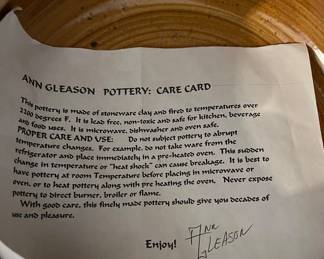 ANN GLEASON POTTERY: CARE CARD
This pottery is made of stoneware clay and fired to temperatures over
2200 degrees F. It is lead free, non-toxic and safe for kitchen, beverage
and food uses. It is microwave, dishwasher and oven safe.
PROPER CARE AND USE: Do not subject pottery to abrupt
temperature changes. For example, do not take ware from the
refrigerator and place immediately in a pre-heated oven. This sudden
change in temperature or "heat shock" can cause breakage. It is best to
have pottery at room Temperature before placing in microwave or
oven, or to heat pottery along with pre heating the oven. Never expose
pottery to direct burner, broiler or flame.
With good care, this finely made pottery should give you decades of
use and pleasure.
Enjoy! Ann
Gleason